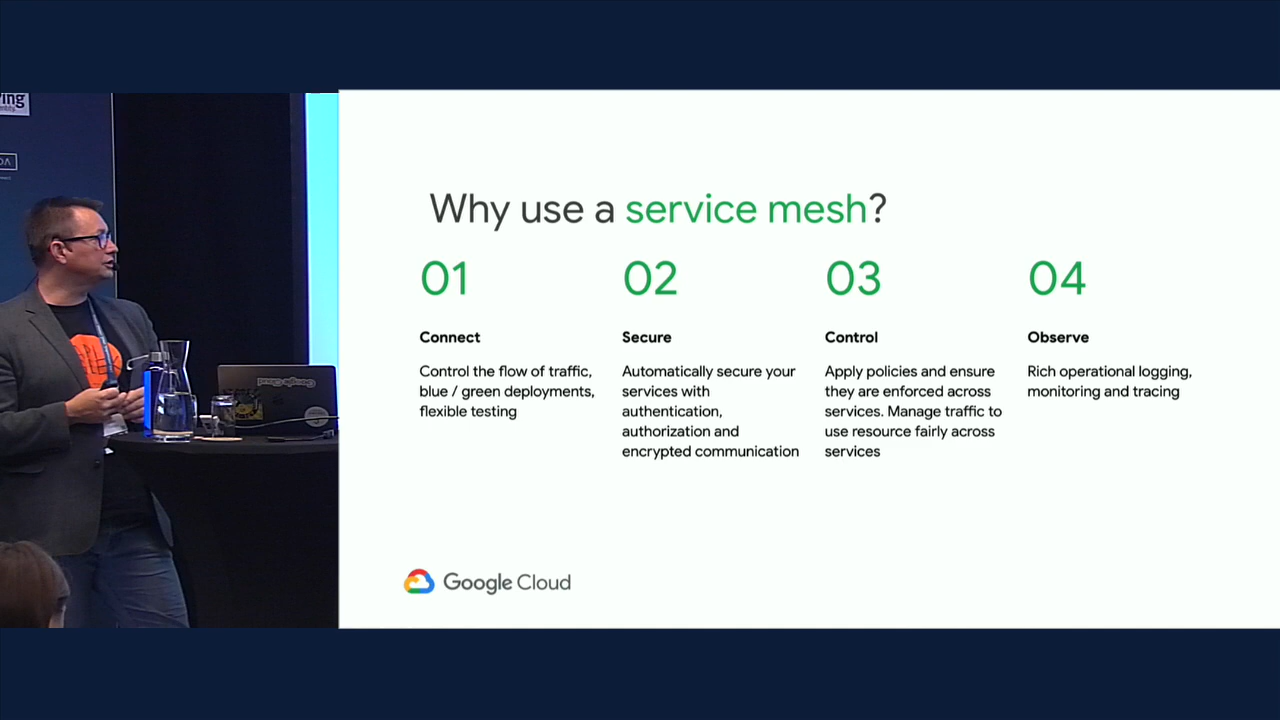 Why use a service mesh?
01
Connect
Control the flow of traffic,
blue / green deployments,
flexible testing
02
Secure
Automatically secure your
services with
authentication,
authorization and
encrypted communication
03
Control
Apply policies and ensure
they are enforced across
services. Manage traffic to
use resource fairly across
services
04
Observe
Rich operational logging,
monitoring and tracing
Google Cloud
Google Cloud